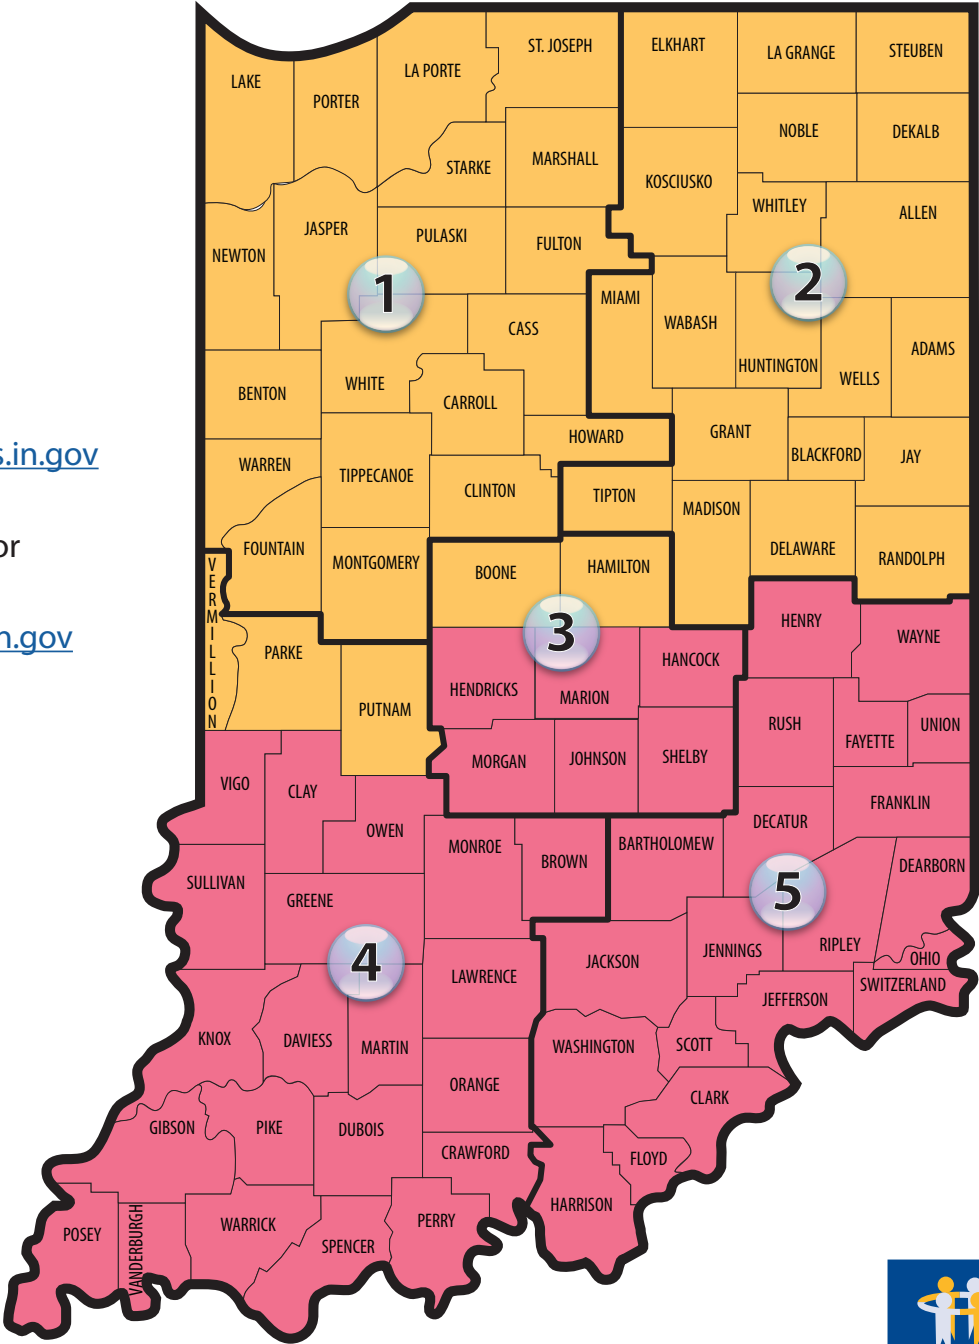 ST. JOSEPH
ELKHART
LA GRANGE
STEUBEN
LAKE
PORTER
LA PORTE
NOBLE
DEKALB
STARKE
MARSHALL
KOSCIUSKO
WHITLEY
ALLEN
NEWTON
JASPER
PULASKI
FULTON
1
2
MIAMI
WABASH
HUNTINGTON
WELLS
ADAMS
CASS
BENTON
WHITE
CARROLL
HOWARD
GRANT
BLACKFORD
JAY
s.in.gov
WARREN
TIPPECANOE
CLINTON
TIPTON
MADISON
or
FOUNTAIN
MONTGOMERY
BOONE
HAMILTON
DELAWARE
RANDOLPH
VERMILLION
n.gov
PARKE
PUTNAM
3
HENDRICKS
MARION
HANCOCK
HENRY
WAYNE
MORGAN
JOHNSON
SHELBY
RUSH
FAYETTE
UNION
VIGO
CLAY
OWEN
MONROE
BROWN
BARTHOLOMEW
DECATUR
FRANKLIN
SULLIVAN
GREENE
5
DEARBORN
4
LAWRENCE
JACKSON
JENNINGS
RIPLEY
OHIO
SWITZERLAND
JEFFERSON
KNOX
DAVIESS
MARTIN
WASHINGTON
SCOTT
ORANGE
CLARK
GIBSON
PIKE
DUBOIS
CRAWFORD
FLOYD
HARRISON
POSEY
VANDERBURGH
WARRICK
SPENCER
PERRY